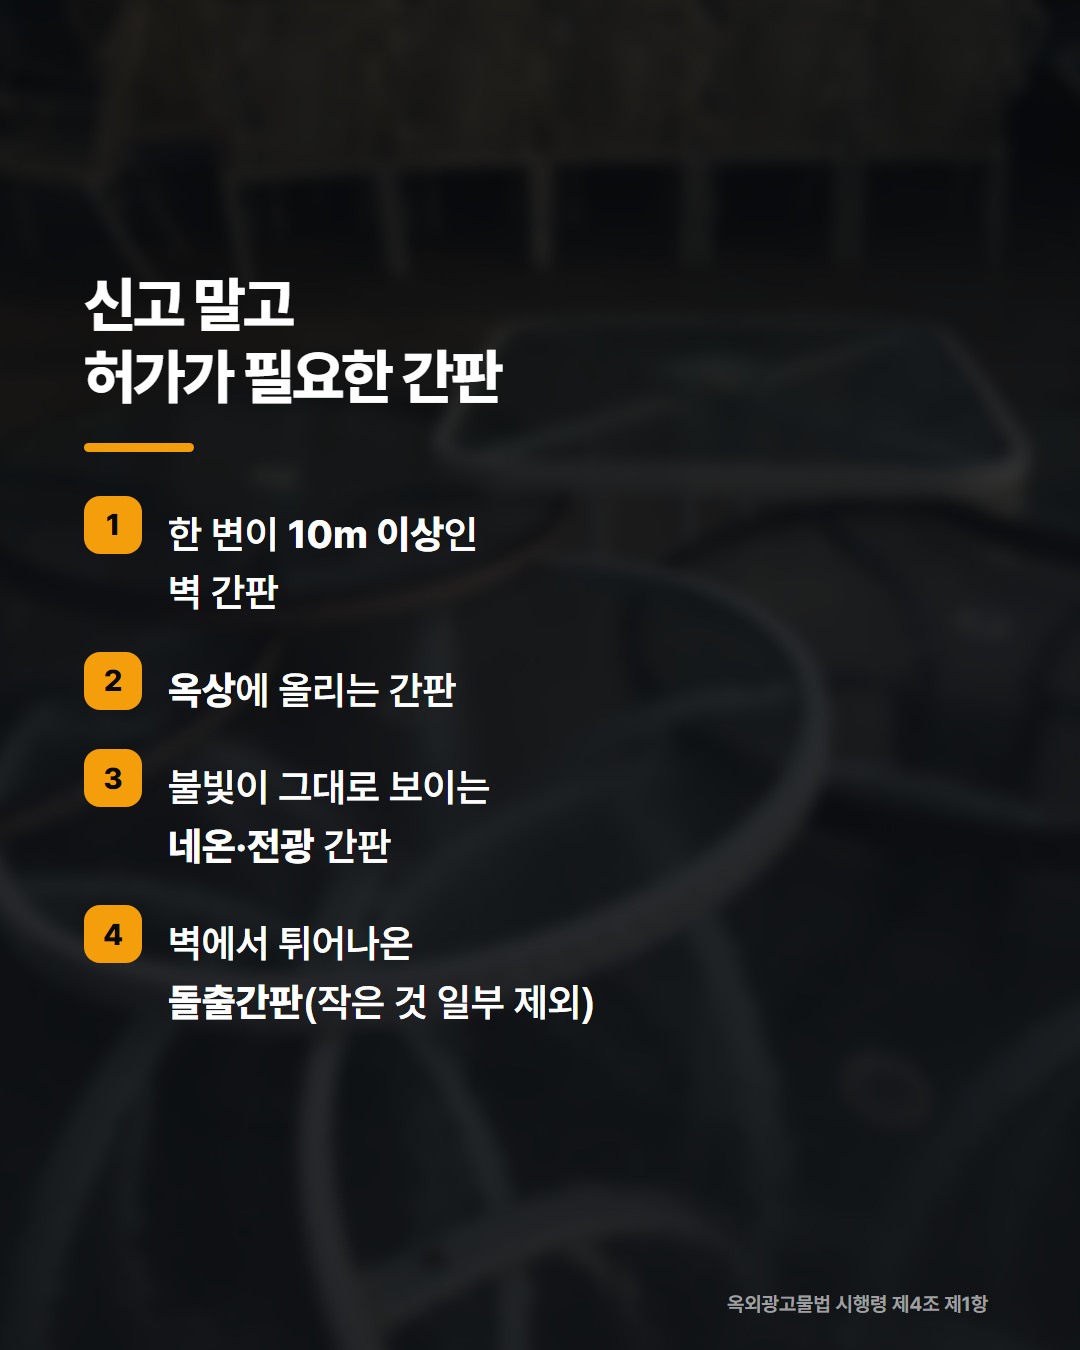 신고 말고
허가가 필요한 간판
1
한 변이 10m 이상인
벽 간판
2
옥상에 올리는 간판
3
불빛이 그대로 보이는
네온·전광 간판
4
벽에서 튀어나온
돌출간판(작은 것 일부 제외)
옥외광고물법 시행령 제4조 제1항